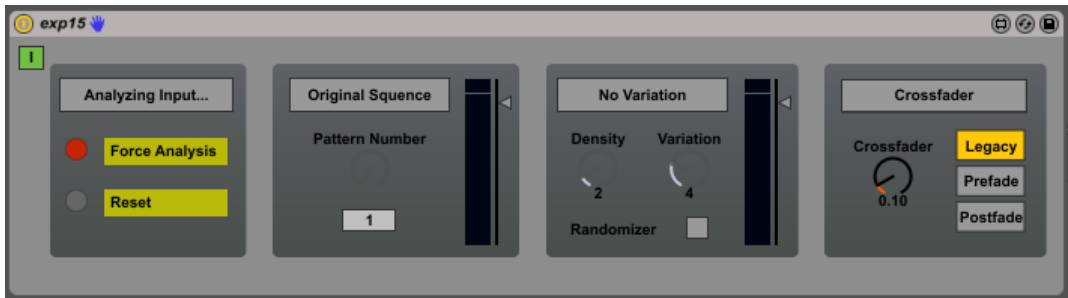 exp15
I
Analyzing Input...
Force Analysis
Reset
Original Squence
Pattern Number
1
No Variation
Density
Variation
2
4
Randomizer
Crossfader
Crossfader
0.10
Legacy
Prefade
Postfade